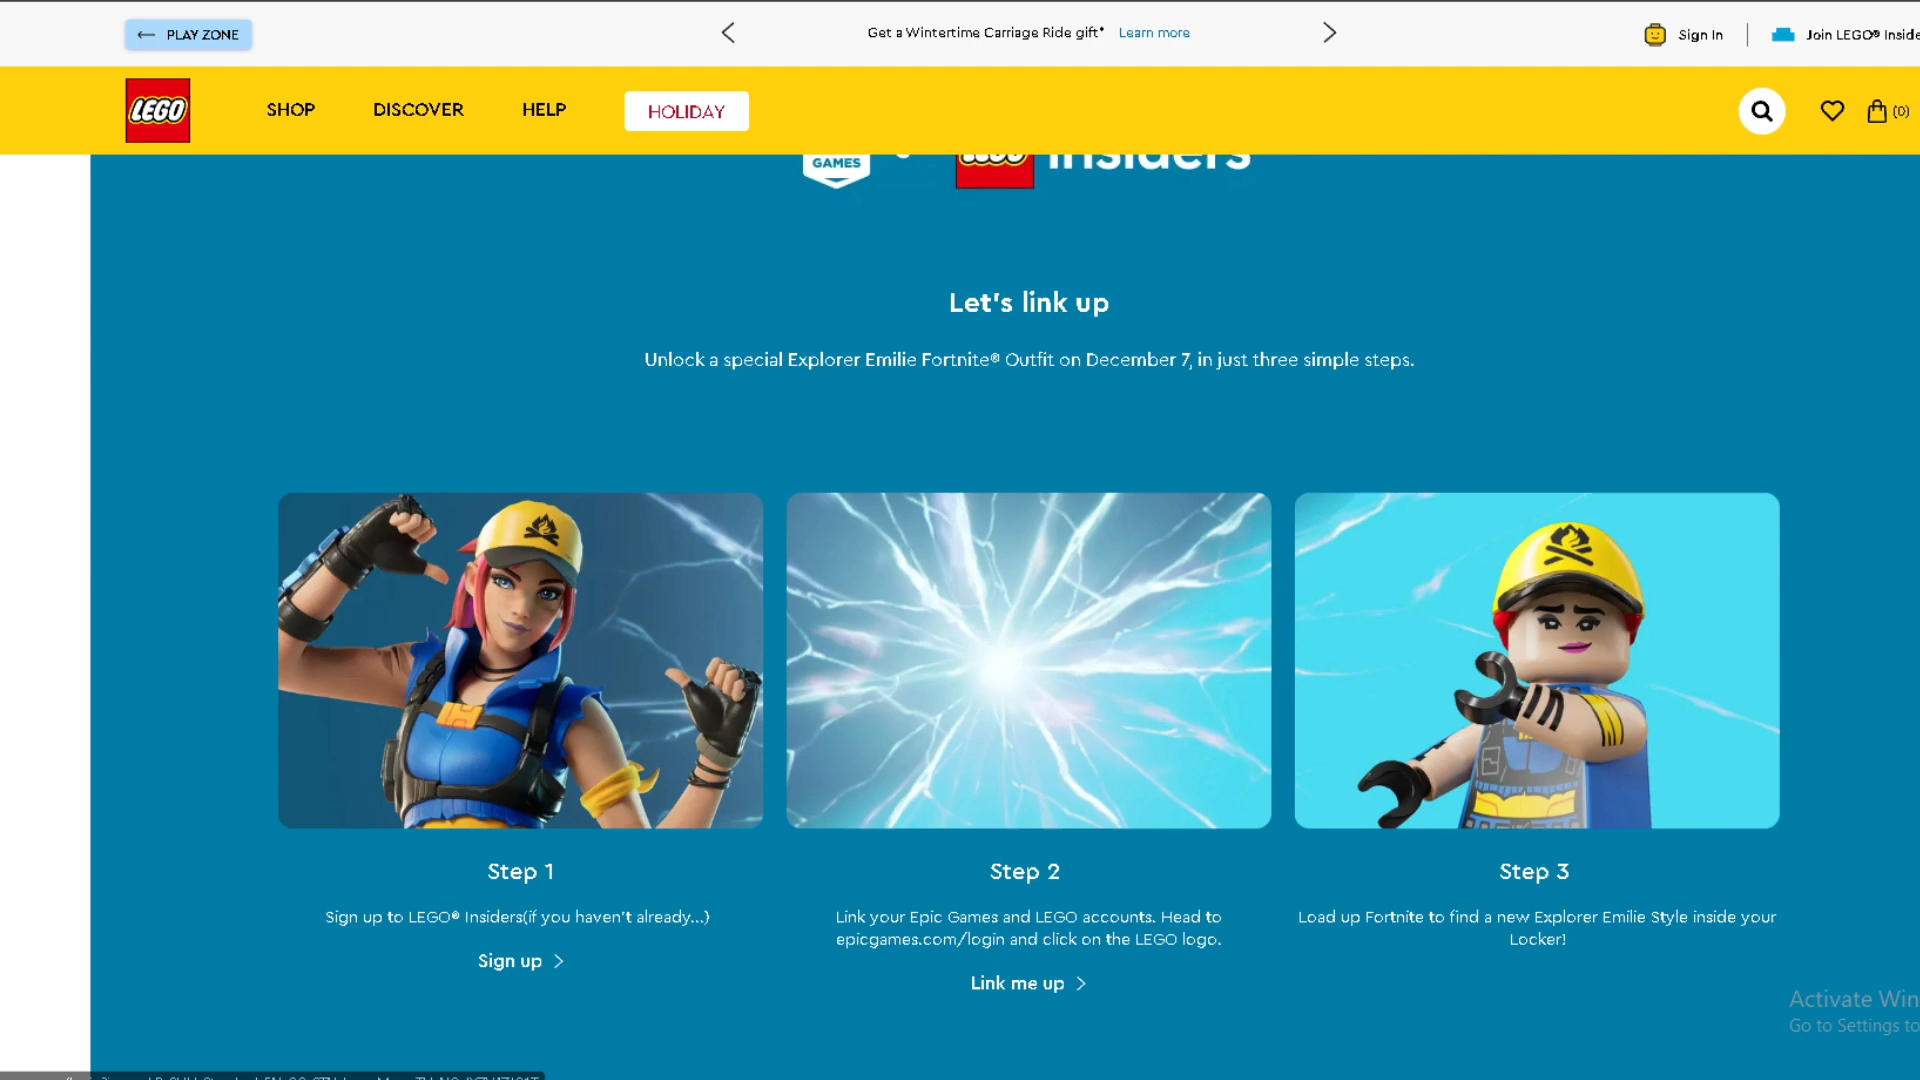 PLAY ZONE
Get a Wintertime Carriage Ride gift* Learn more
Sign In
Join LEGO®
LEGO
SHOP
DISCOVER
HELP
HOLIDAY
(0)
GAMES
LEGO Insiders
Let's link up
Unlock a special Explorer Emilie Fortnite® Outfit on December 7, in just three simple steps.
Step 1
Sign up to LEGO® Insiders(if you haven't already...)
Sign up
Step 2
Link your Epic Games and LEGO accounts. Head to
epicgames.com/login and click on the LEGO logo.
Link me up
Step 3
Load up Fortnite to find a new Explorer Emilie Style inside your
Locker!
Activate Win
Go to Settings to